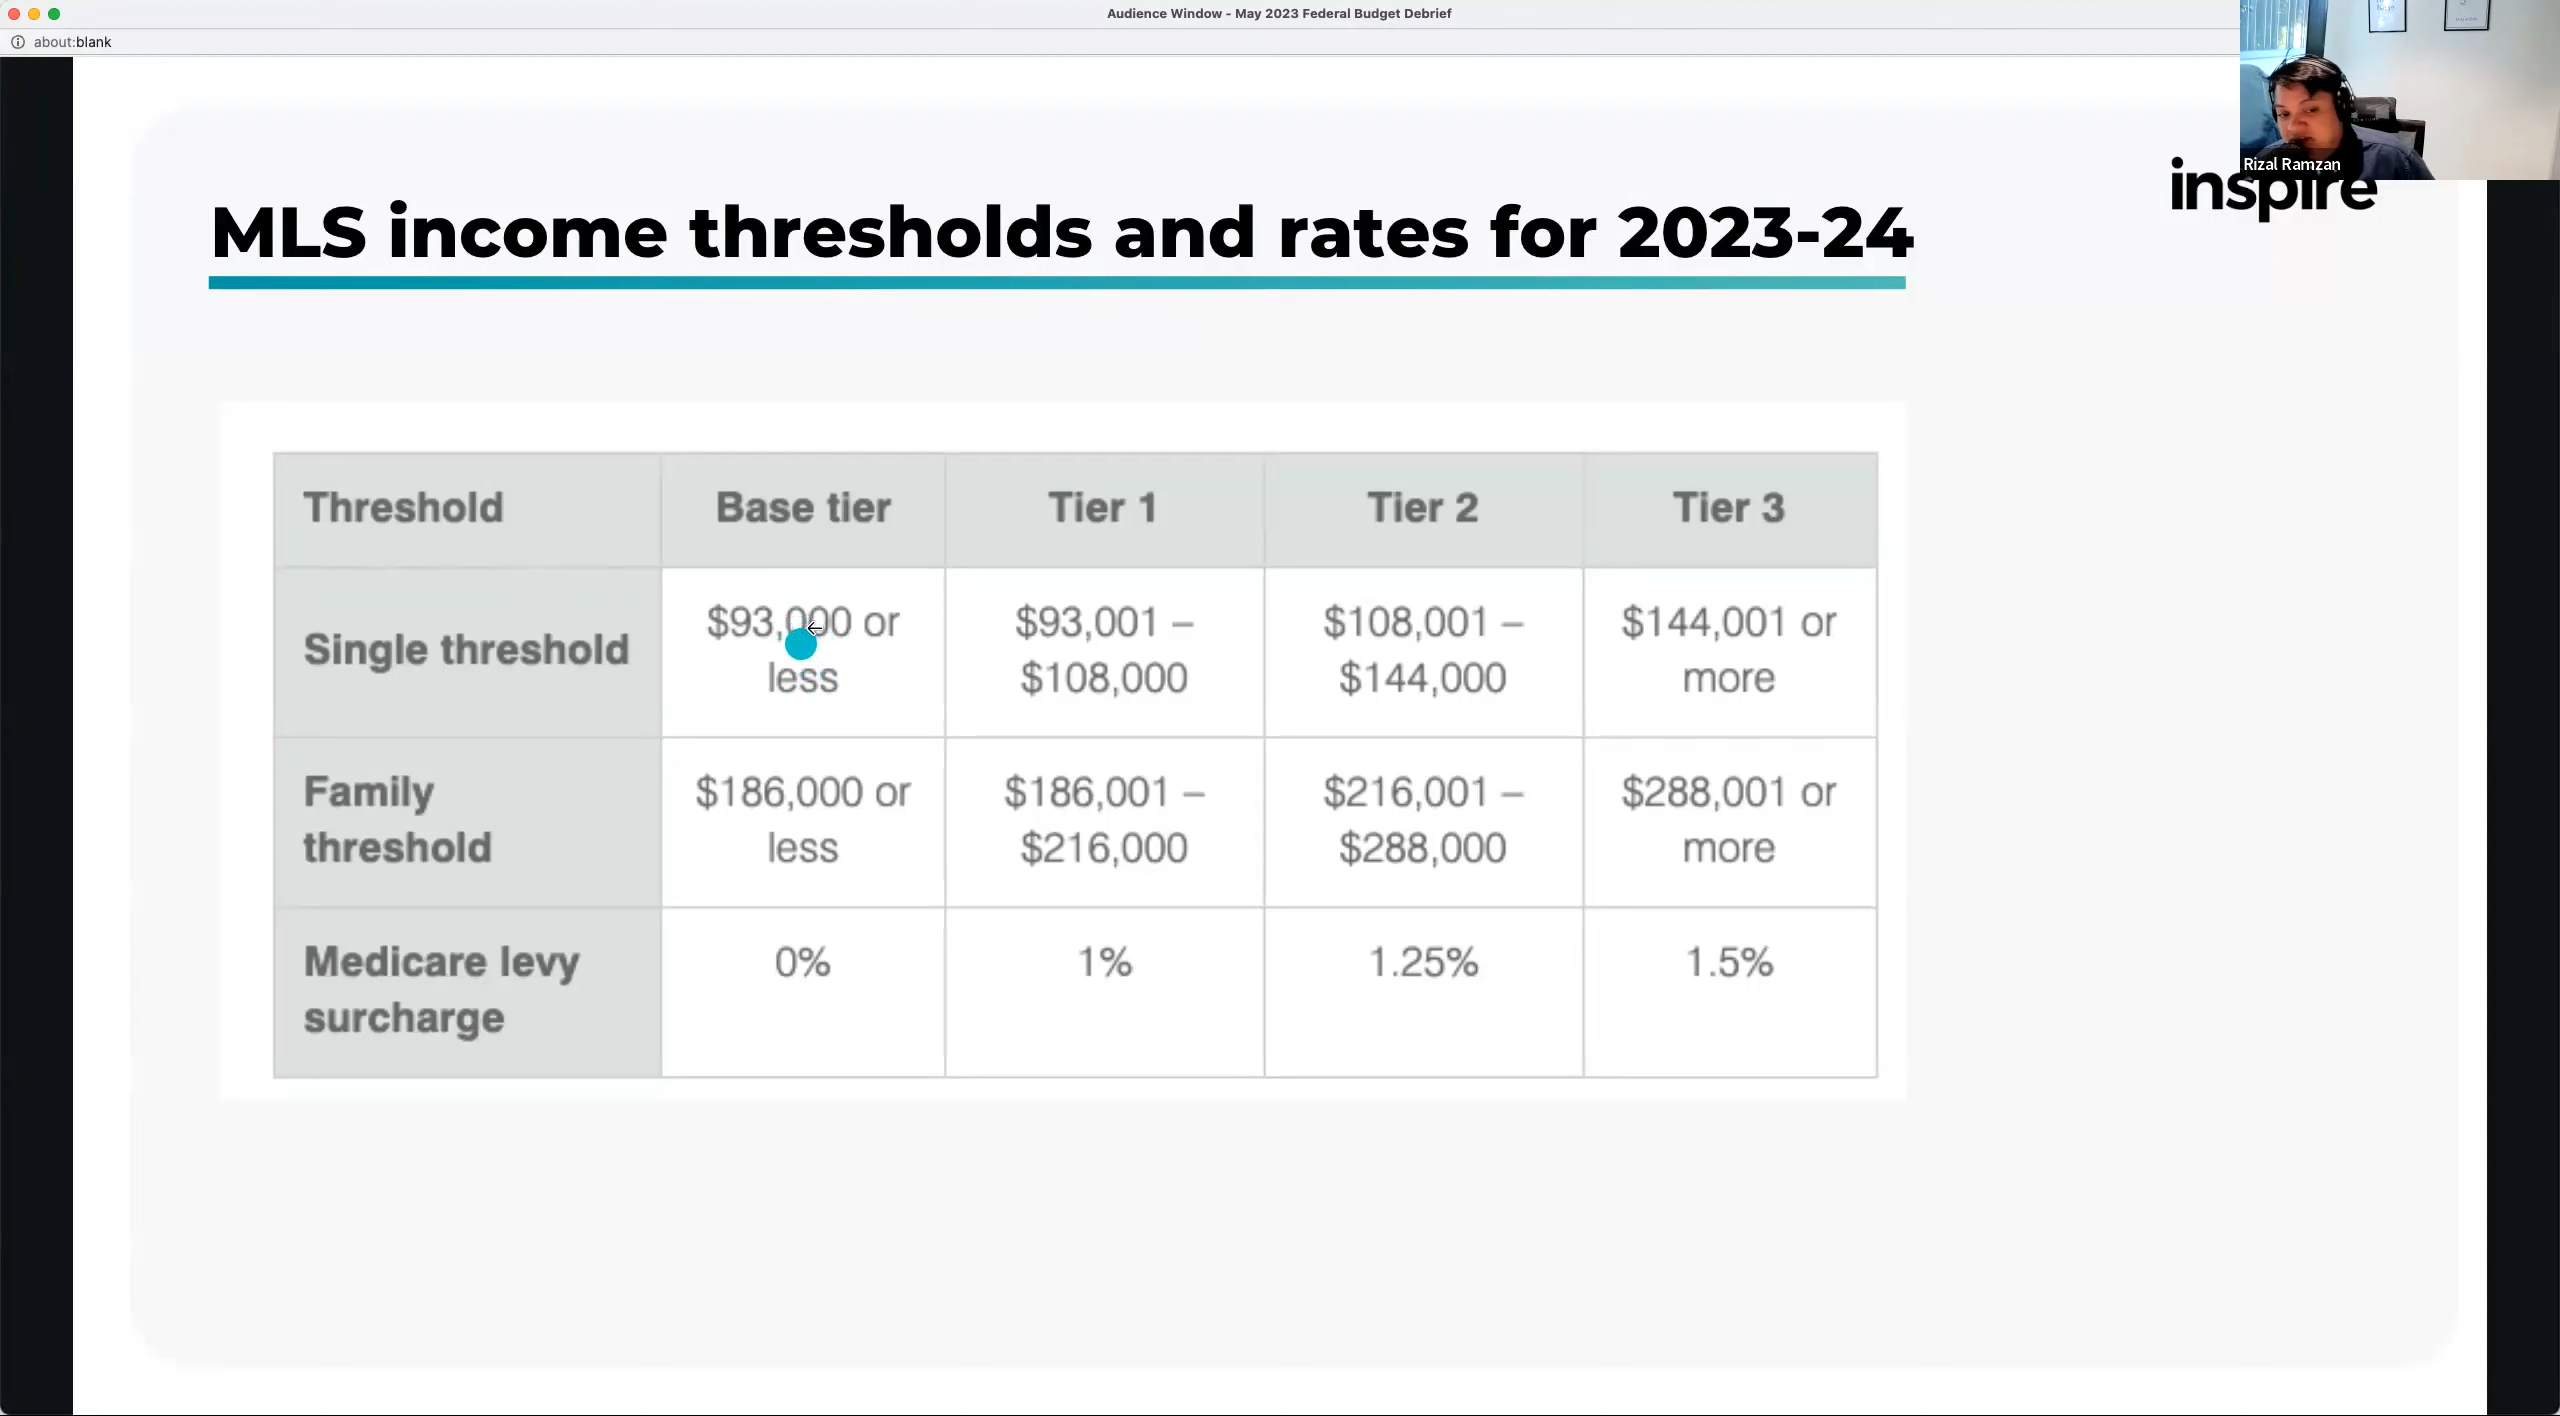 Audience Window - May 2023 Federal Budget Debrief
about:blank
Rizal Ramzan
inspire
MLS income thresholds and rates for 2023-24
Threshold Base tier Tier 1 Tier 2 Tier 3
Single threshold
$93,000 or
less
$93,001 –
$108,000
$108,001 –
$144,000
$144,001 or
more
Family
threshold
$186,000 or
less
$186,001 –
$216,000
$216,001 –
$288,000
$288,001 or
more
Medicare levy
surcharge
0% 1% 1.25% 1.5%